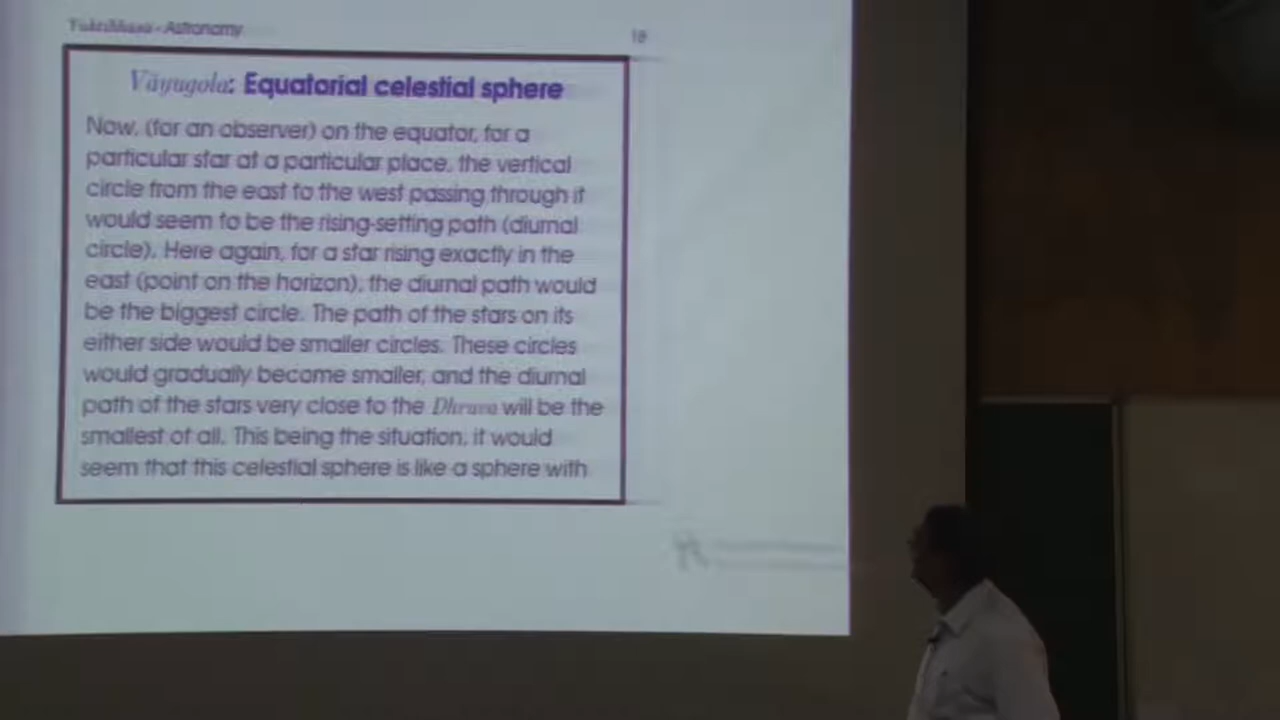 Yuktibhasa - Astronomy
18
Vāyugola: Equatorial celestial sphere
Now, (for an observer) on the equator, for a
particular star at a particular place, the vertical
circle from the east to the west passing through it
would seem to be the rising-setting path (diurnal
circle). Here again, for a star rising exactly in the
east (point on the horizon), the diurnal path would
be the biggest circle. The path of the stars on its
either side would be smaller circles. These circles
would gradually become smaller, and the diurnal
path of the stars very close to the Dhruva will be the
smallest of all. This being the situation, it would
seem that this celestial sphere is like a sphere with